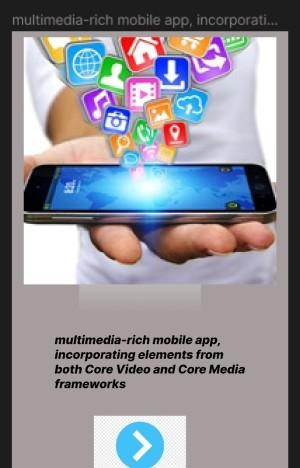 multimedia-rich mobile app, incorporati...
multimedia-rich mobile app,
incorporating elements from
both Core Video and Core Media
frameworks